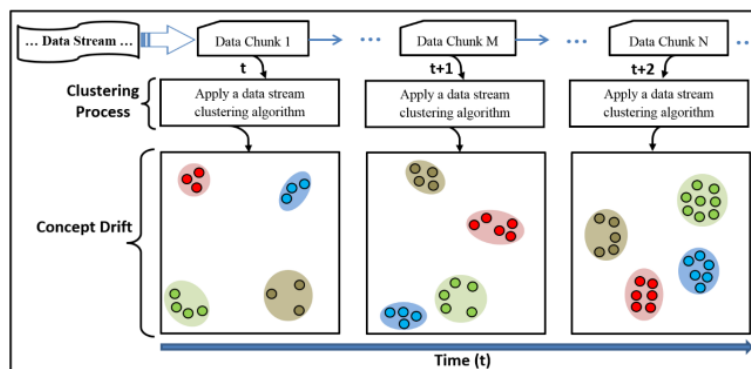 ... Data Stream ...
Data Chunk 1
...
Data Chunk M
...
Data Chunk N
...
t
t+1
t+2
Clustering
Process
Apply a data stream
clustering algorithm
Apply a data stream
clustering algorithm
Apply a data stream
clustering algorithm
Concept Drift
Time (t)